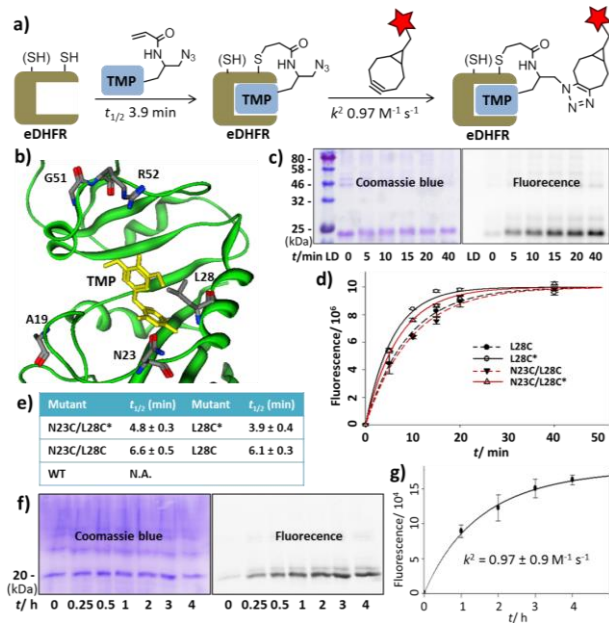 a)
(SH) SH
eDHFR
TMP
O
HN
N3
t1/2 3.9 min
(SH) S
O
HN
N3
TMP
eDHFR
k² 0.97 M⁻¹ s⁻¹
(SH) S
O
HN
N
N=N
TMP
eDHFR
b)
G51 R52
TMP
L28
A19
N23
c)
80 -
58 -
46 -
32 -
25 -
(kDa)
Coomassie blue
Fluorecence
t/min LD 0 5 10 15 20 40
LD 0 5 10 15 20 40
d)
Fluorescence/ 10⁶
10
8
6
4
2
0
0 10 20 30 40
t/ min
L28C
L28C*
N23C/L28C
N23C/L28C*
e)
Mutant t1/2 (min) Mutant t1/2 (min)
N23C/L28C* 4.8 ± 0.3 L28C* 3.9 ± 0.4
N23C/L28C 6.6 ± 0.5 L28C 6.1 ± 0.3
WT N.A.
f)
Coomassie blue
Fluorecence
20 -
(kDa)
t/ h 0 0.25 0.5 1 2 3 4
0 0.25 0.5 1 2 3 4
g)
Fluorescence/ 10⁴
20
15
10
5
0
0 1 2 3 4 5
t/ h
k² = 0.97 ± 0.9 M⁻¹ s⁻¹